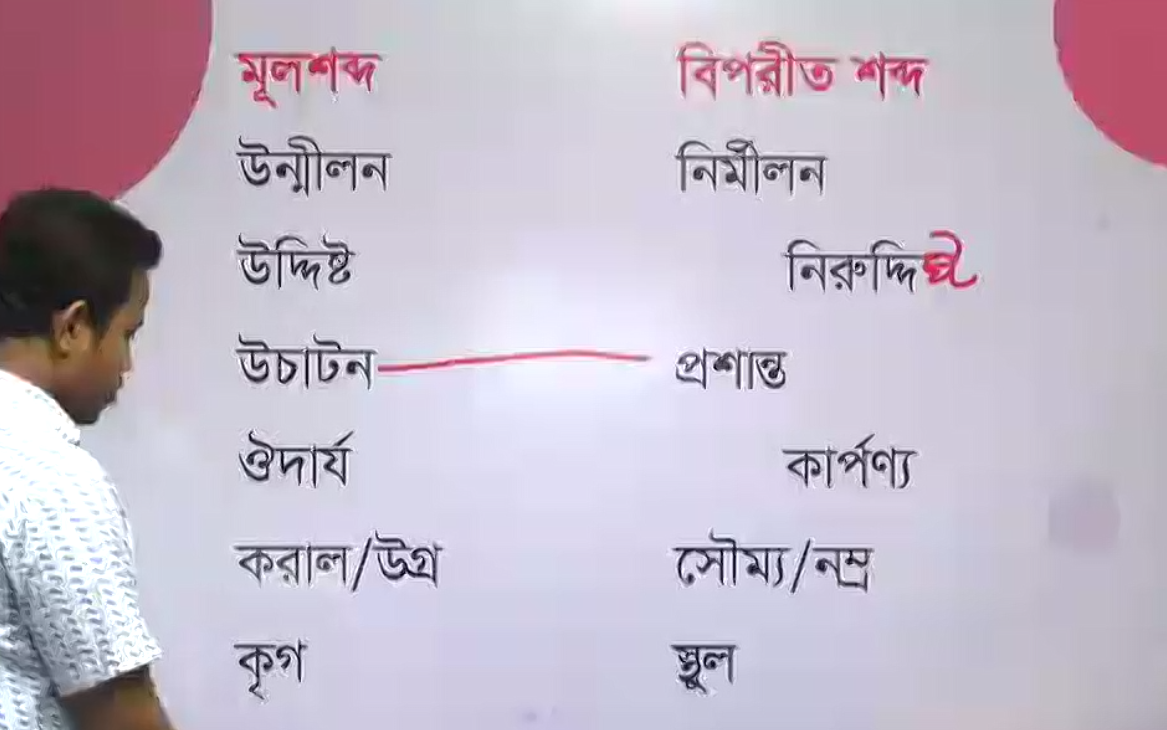 মূলশব্দ বিপরীত শব্দ
উন্মীলন নির্মীলন
উদ্দিষ্ট নিরুদ্দিষ্ট
উচাটন প্রশান্ত
ঔদার্য কার্পণ্য
করাল/উগ্র সৌম্য/নম্র
কৃগ স্থুল